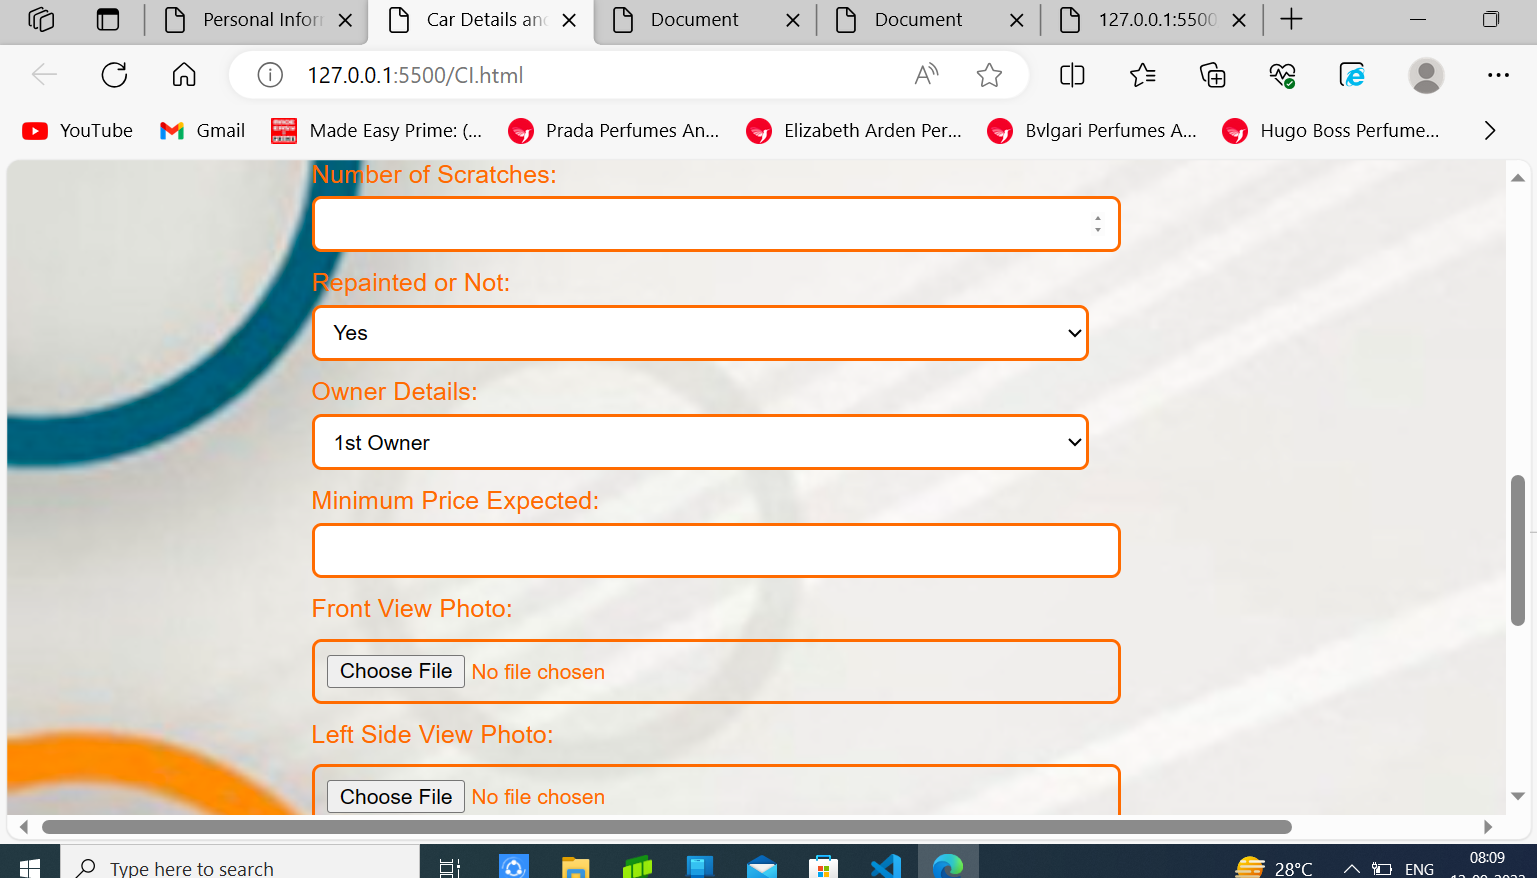 Personal Infor
Car Details and
Document
Document
127.0.0.1:5500
127.0.0.1:5500/CI.html
YouTube
Gmail
Made Easy Prime: (...
Prada Perfumes An...
Elizabeth Arden Per...
Bvlgari Perfumes A...
Hugo Boss Perfume...
Number of Scratches:
Repainted or Not:
Yes
Owner Details:
1st Owner
Minimum Price Expected:
Front View Photo:
Choose File No file chosen
Left Side View Photo:
Choose File No file chosen
Type here to search
28°C
ENG
08:09